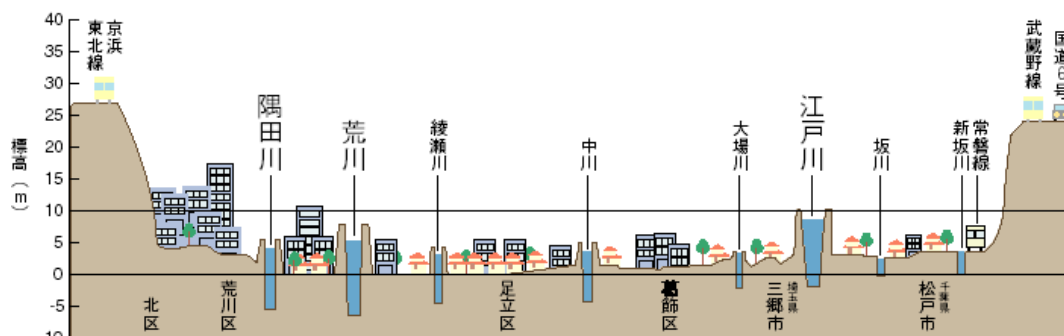 40
35
30
25
20
15
10
5
0
-5
-10
標高(m)
京浜
東北線
隅田川
荒川
綾瀬川
中川
大場川
江戸川
坂川
新坂川
常磐線
武蔵野線
国道6号
北区
荒川区
足立区
葛飾区
埼玉県
三郷市
千葉県
松戸市